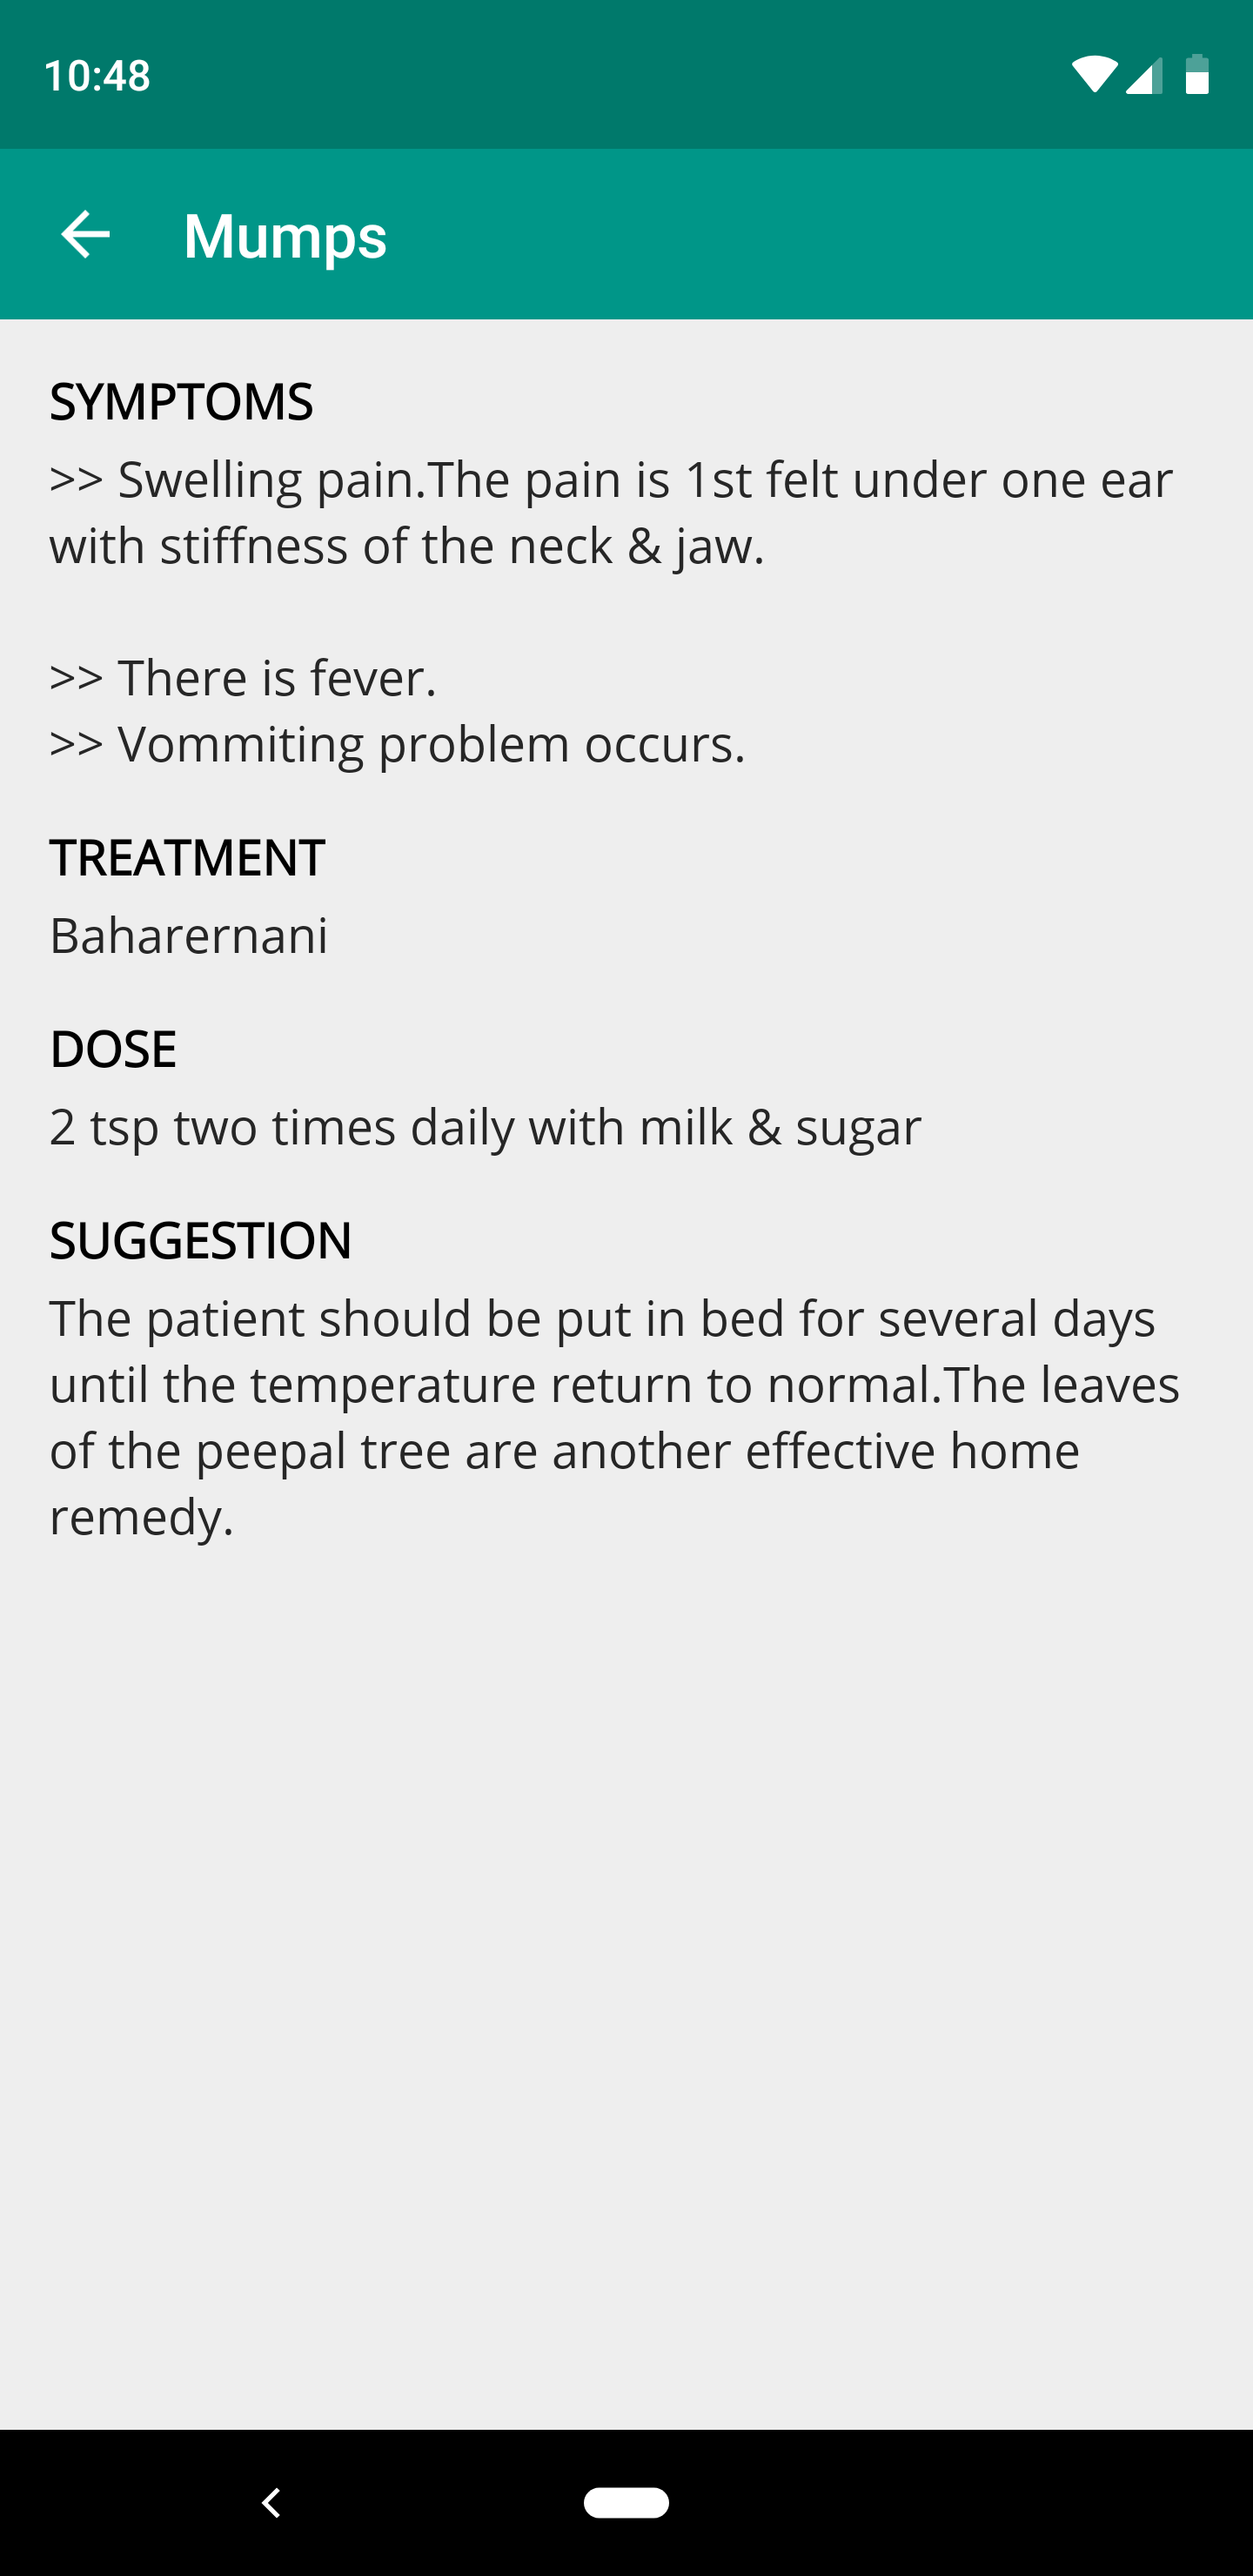 10:48
Mumps
SYMPTOMS
>> Swelling pain.The pain is 1st felt under one ear
with stiffness of the neck & jaw.
>> There is fever.
>> Vommiting problem occurs.
TREATMENT
Baharernani
DOSE
2 tsp two times daily with milk & sugar
SUGGESTION
The patient should be put in bed for several days
until the temperature return to normal.The leaves
of the peepal tree are another effective home
remedy.